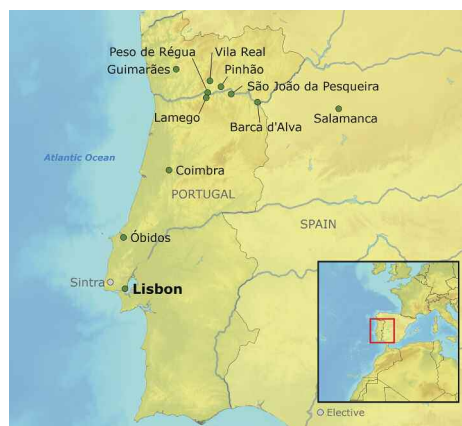 Peso de Régua
Vila Real
Guimarães
Pinhão
São João da Pesqueira
Lamego
Barca d'Alva
Salamanca
Atlantic Ocean
Coimbra
PORTUGAL
SPAIN
Óbidos
Sintra
Lisbon
Elective